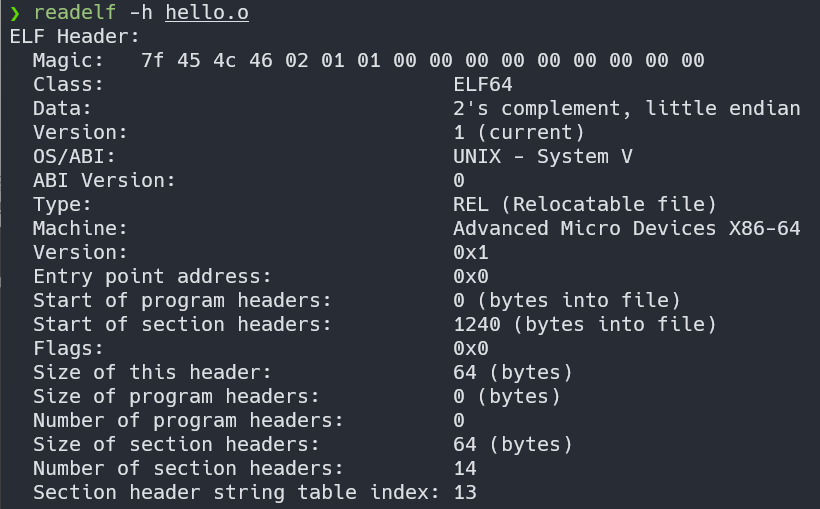 ❯ readelf -h hello.o
ELF Header:
  Magic:   7f 45 4c 46 02 01 01 00 00 00 00 00 00 00 00 00
  Class:                             ELF64
  Data:                              2's complement, little endian
  Version:                           1 (current)
  OS/ABI:                            UNIX - System V
  ABI Version:                       0
  Type:                              REL (Relocatable file)
  Machine:                           Advanced Micro Devices X86-64
  Version:                           0x1
  Entry point address:               0x0
  Start of program headers:          0 (bytes into file)
  Start of section headers:          1240 (bytes into file)
  Flags:                             0x0
  Size of this header:               64 (bytes)
  Size of program headers:           0 (bytes)
  Number of program headers:         0
  Size of section headers:           64 (bytes)
  Number of section headers:         14
  Section header string table index: 13